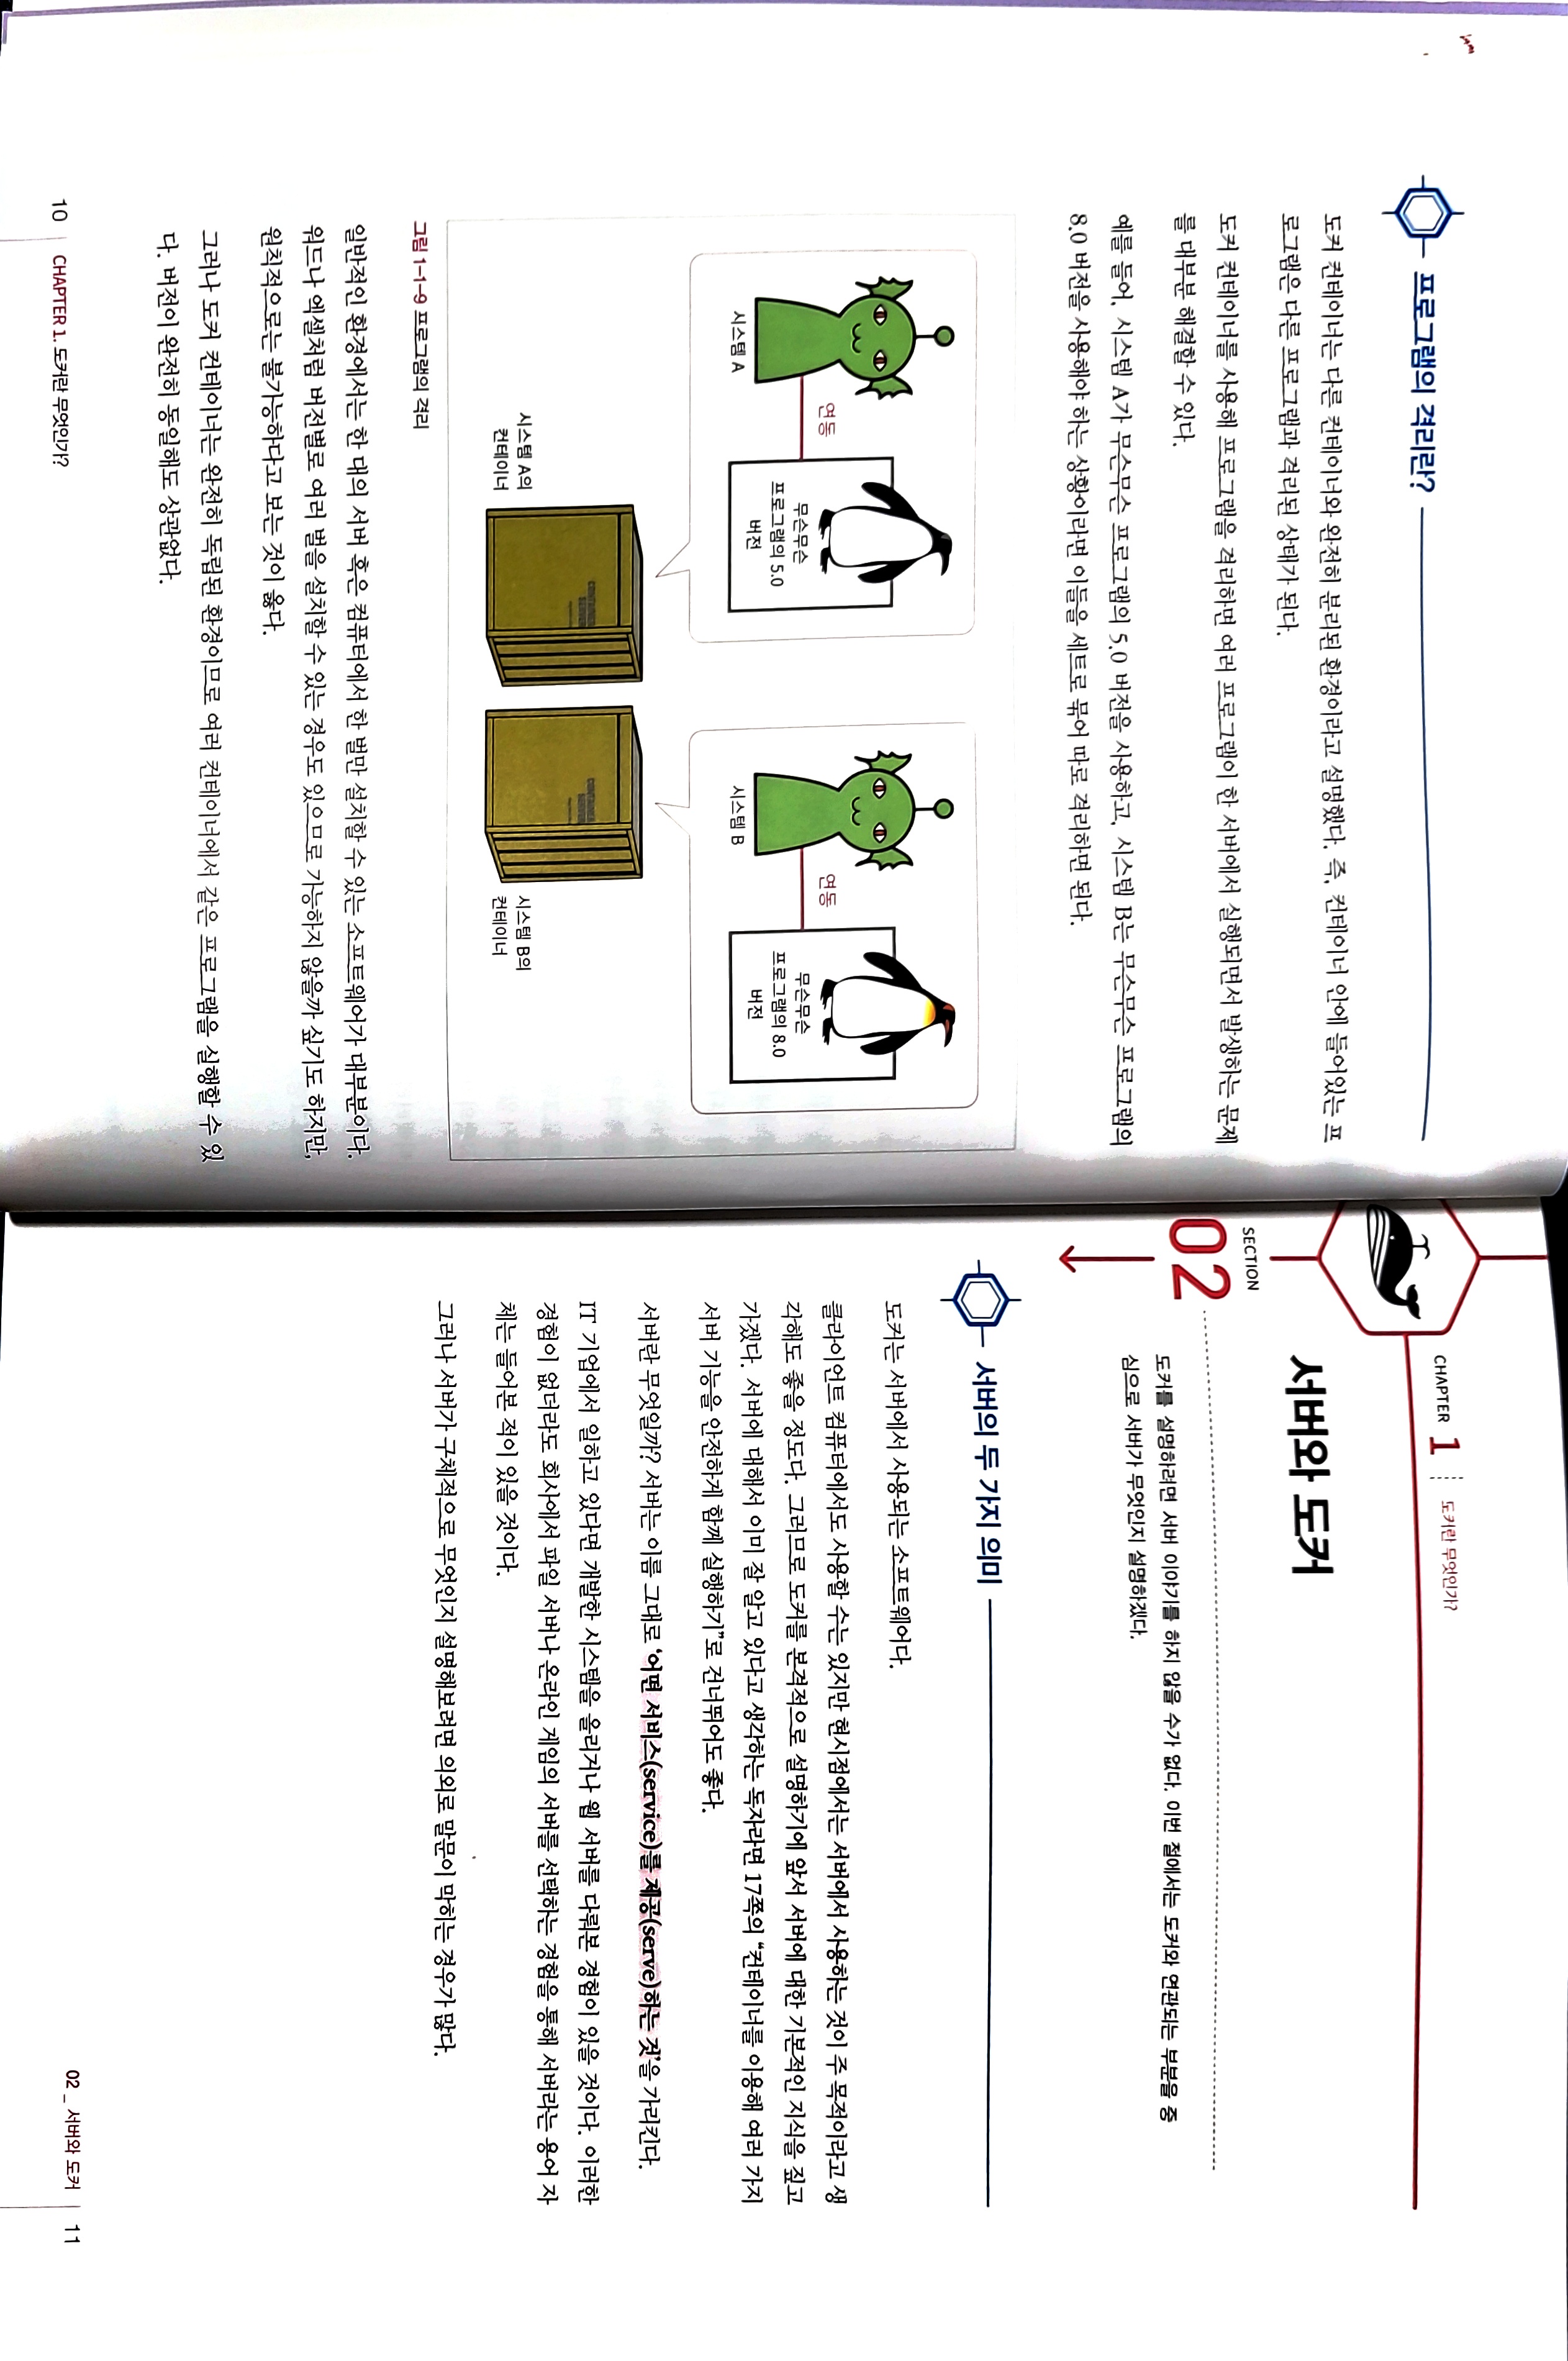 프로그램의 격리란?
도커 컨테이너는 다른 컨테이너와 완전히 분리된 환경이라고 설명했다. 즉, 컨테이너 안에 들어있는 프
로그램은 다른 프로그램과 격리된 상태가 된다.
도커 컨테이너를 사용해 프로그램을 격리하면 여러 프로그램이 한 서버에서 실행되면서 발생하는 문제
를 대부분 해결할 수 있다.
예를 들어, 시스템 A가 무슨무슨 프로그램의 5.0 버전을 사용하고, 시스템 B는 무슨무슨 프로그램의
8.0 버전을 사용해야 하는 상황이라면 이들을 세트로 묶어 따로 격리하면 된다.
연동
무슨무슨
프로그램의 5.0
버전
시스템 A
연동
무슨무슨
프로그램의 8.0
버전
시스템 B
시스템 A의
컨테이너
시스템 B의
컨테이너
그림 1-1-9 프로그램의 격리
일반적인 환경에서는 한 대의 서버 혹은 컴퓨터에서 한 벌만 설치할 수 있는 소프트웨어가 대부분이다.
워드나 엑셀처럼 버전별로 여러 벌을 설치할 수 있는 경우도 있으므로 가능하지 않을까 싶기도 하지만,
원칙적으로는 불가능하다고 보는 것이 옳다.
그러나 도커 컨테이너는 완전히 독립된 환경이므로 여러 컨테이너에서 같은 프로그램을 실행할 수 있
다. 버전이 완전히 동일해도 상관없다.
10 CHAPTER 1. 도커란 무엇인가?
CHAPTER 1 도커란 무엇인가?
서버와 도커
SECTION
02
도커를 설명하려면 서버 이야기를 하지 않을 수가 없다. 이번 절에서는 도커와 연관되는 부분을 중
심으로 서버가 무엇인지 설명하겠다.
서버의 두 가지 의미
도커는 서버에서 사용되는 소프트웨어다.
클라이언트 컴퓨터에서도 사용할 수는 있지만 현시점에서는 서버에서 사용하는 것이 주 목적이라고 생
각해도 좋을 정도다. 그러므로 도커를 본격적으로 설명하기에 앞서 서버에 대한 기본적인 지식을 짚고
가겠다. 서버에 대해서 이미 잘 알고 있다고 생각하는 독자라면 17쪽의 “컨테이너를 이용해 여러 가지
서버 기능을 안전하게 함께 실행하기”로 건너뛰어도 좋다.
서버란 무엇일까? 서버는 이름 그대로 ‘어떤 서비스(service)를 제공(serve)하는 것’을 가리킨다.
IT 기업에서 일하고 있다면 개발한 시스템을 올리거나 웹 서버를 다뤄본 경험이 있을 것이다. 이러한
경험이 없더라도 회사에서 파일 서버나 온라인 게임의 서버를 선택하는 경험을 통해 서버라는 용어 자
체는 들어본 적이 있을 것이다.
그러나 서버가 구체적으로 무엇인지 설명해보려면 의외로 말문이 막히는 경우가 많다.
02 _ 서버와 도커 11